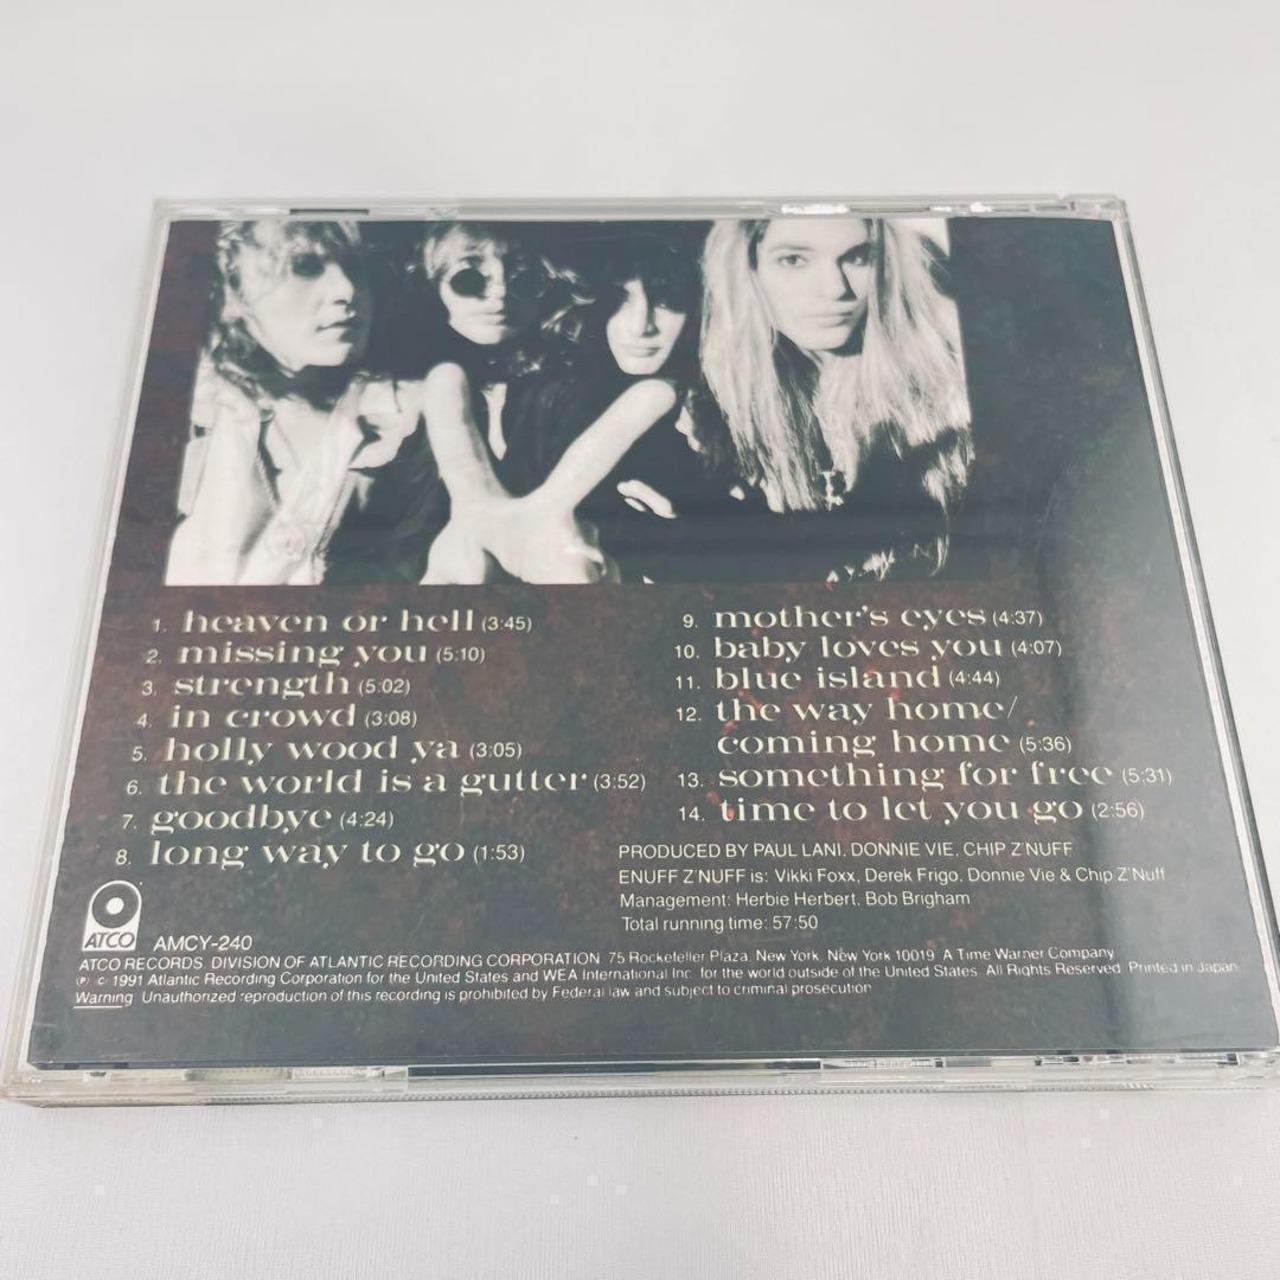 1. heaven or hell (3:45)
2. missing you (5:10)
3. strength (5:02)
4. in crowd (3:08)
5. holly wood ya (3:05)
6. the world is a gutter (3:52)
7. goodbye (4:24)
8. long way to go (1:53)
9. mother's eyes (4:37)
10. baby loves you (4:07)
11. blue island (4:44)
12. the way home/
coming home (5:36)
13. something for free (5:31)
14. time to let you go (2:56)
PRODUCED BY PAUL LANI, DONNIE VIE, CHIP Z'NUFF
ENUFF Z'NUFF is: Vikki Foxx, Derek Frigo, Donnie Vie & Chip Z'Nuff
Management: Herbie Herbert, Bob Brigham
Total running time: 57:50
ATCO
AMCY-240
ATCO RECORDS, DIVISION OF ATLANTIC RECORDING CORPORATION, 75 Rockefeller Plaza, New York, New York 10019. A Time Warner Company
℗ © 1991 Atlantic Recording Corporation for the United States and WEA International Inc. for the world outside of the United States. All Rights Reserved. Printed in Japan.
Warning: Unauthorized reproduction of this recording is prohibited by Federal law and subject to criminal prosecution